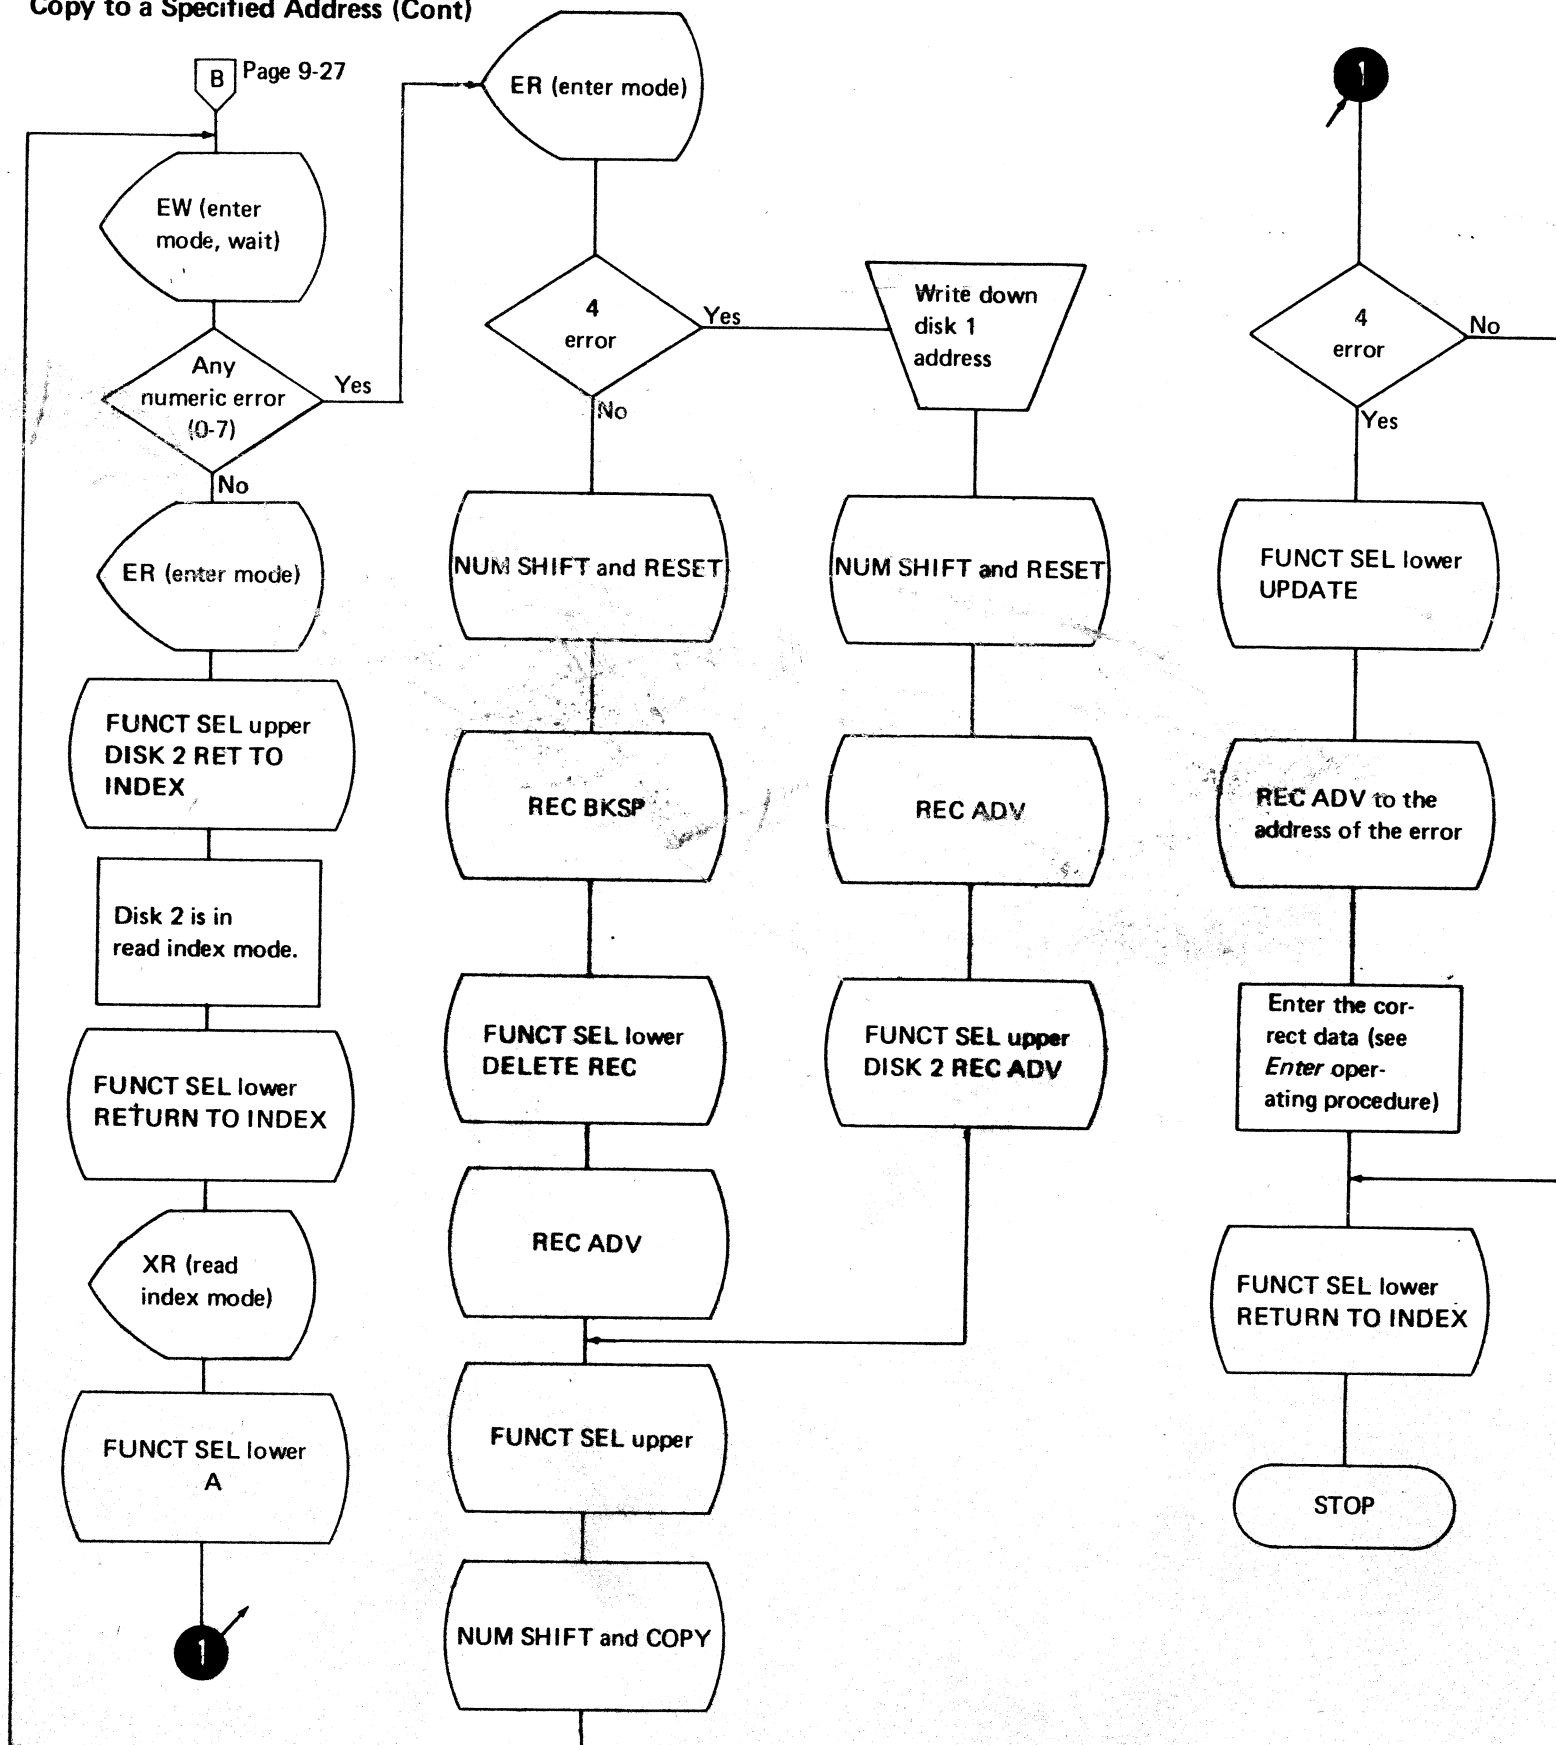 Copy to a Specified Address (Cont)
B Page 9-27
EW (enter
mode, wait)
Any
numeric error
(0-7)
Yes
No
ER (enter mode)
FUNCT SEL upper
DISK 2 RET TO
INDEX
Disk 2 is in
read index mode.
FUNCT SEL lower
RETURN TO INDEX
XR (read
index mode)
FUNCT SEL lower
A
1
ER (enter mode)
4
error
Yes
No
NUM SHIFT and RESET
REC BKSP
FUNCT SEL lower
DELETE REC
REC ADV
FUNCT SEL upper
NUM SHIFT and COPY
Write down
disk 1
address
NUM SHIFT and RESET
REC ADV
FUNCT SEL upper
DISK 2 REC ADV
1
4
error
No
Yes
FUNCT SEL lower
UPDATE
REC ADV to the
address of the error
Enter the cor-
rect data (see
Enter oper-
ating procedure)
FUNCT SEL lower
RETURN TO INDEX
STOP